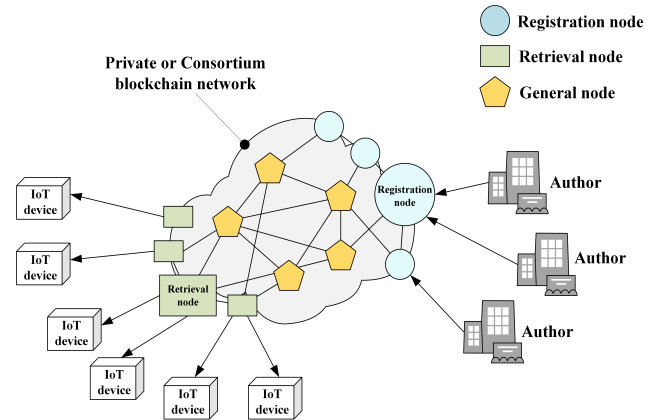 Registration node
Retrieval node
General node
Private or Consortium
blockchain network
Registration
node
Author
Author
Author
IoT
device
IoT
device
Retrieval
node
IoT
device
IoT
device
IoT
device
IoT
device